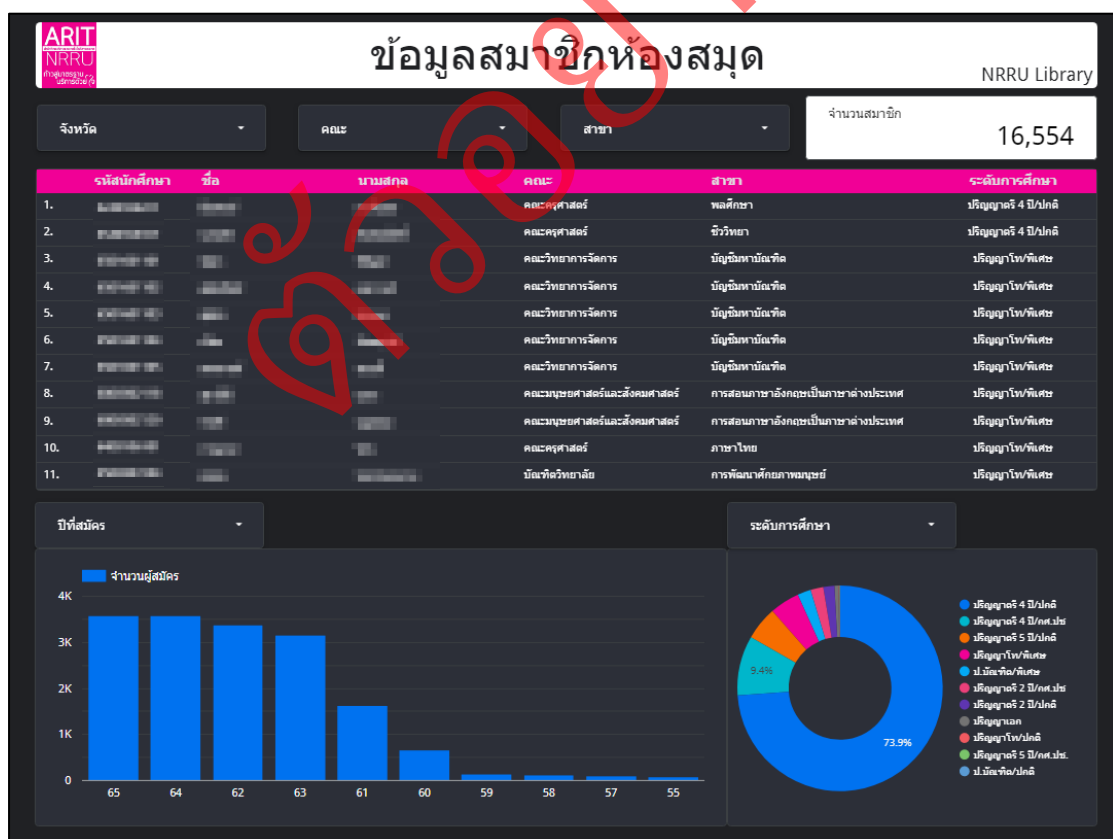 ARIT
NRRU
ข้อมูลสมาชิกห้องสมุด
NRRU Library
จังหวัด
คณะ
สาขา
จำนวนสมาชิก
16,554
รหัสนักศึกษา ชื่อ นามสกุล คณะ สาขา ระดับการศึกษา
1. คณะครุศาสตร์ พลศึกษา ปริญญาตรี 4 ปี/ปกติ
2. คณะครุศาสตร์ ชีววิทยา ปริญญาตรี 4 ปี/ปกติ
3. คณะวิทยาการจัดการ บัญชีมหาบัณฑิต ปริญญาโท/พิเศษ
4. คณะวิทยาการจัดการ บัญชีมหาบัณฑิต ปริญญาโท/พิเศษ
5. คณะวิทยาการจัดการ บัญชีมหาบัณฑิต ปริญญาโท/พิเศษ
6. คณะวิทยาการจัดการ บัญชีมหาบัณฑิต ปริญญาโท/พิเศษ
7. คณะวิทยาการจัดการ บัญชีมหาบัณฑิต ปริญญาโท/พิเศษ
8. คณะมนุษยศาสตร์และสังคมศาสตร์ การสอนภาษาอังกฤษเป็นภาษาต่างประเทศ ปริญญาโท/พิเศษ
9. คณะมนุษยศาสตร์และสังคมศาสตร์ การสอนภาษาอังกฤษเป็นภาษาต่างประเทศ ปริญญาโท/พิเศษ
10. คณะครุศาสตร์ ภาษาไทย ปริญญาโท/พิเศษ
11. บัณฑิตวิทยาลัย การพัฒนาศักยภาพมนุษย์ ปริญญาโท/พิเศษ
ปีที่สมัคร
ระดับการศึกษา
จำนวนผู้สมัคร
4K
3K
2K
1K
0
65 64 62 63 61 60 59 58 57 55
9.4%
73.9%
ปริญญาตรี 4 ปี/ปกติ
ปริญญาตรี 4 ปี/กศ.ปช
ปริญญาตรี 5 ปี/ปกติ
ปริญญาโท/พิเศษ
ป.บัณฑิต/พิเศษ
ปริญญาตรี 2 ปี/กศ.ปช
ปริญญาตรี 2 ปี/ปกติ
ปริญญาเอก
ปริญญาโท/ปกติ
ปริญญาตรี 5 ปี/กศ.ปช.
ป.บัณฑิต/ปกติ